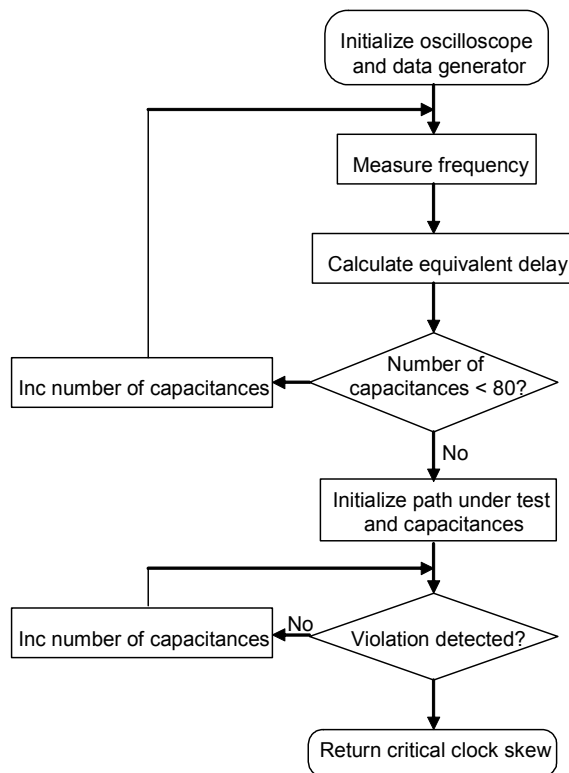 Initialize oscilloscope
and data generator
Measure frequency
Calculate equivalent delay
Number of
capacitances < 80?
Inc number of capacitances
No
Initialize path under test
and capacitances
Violation detected?
No
Inc number of capacitances
Return critical clock skew